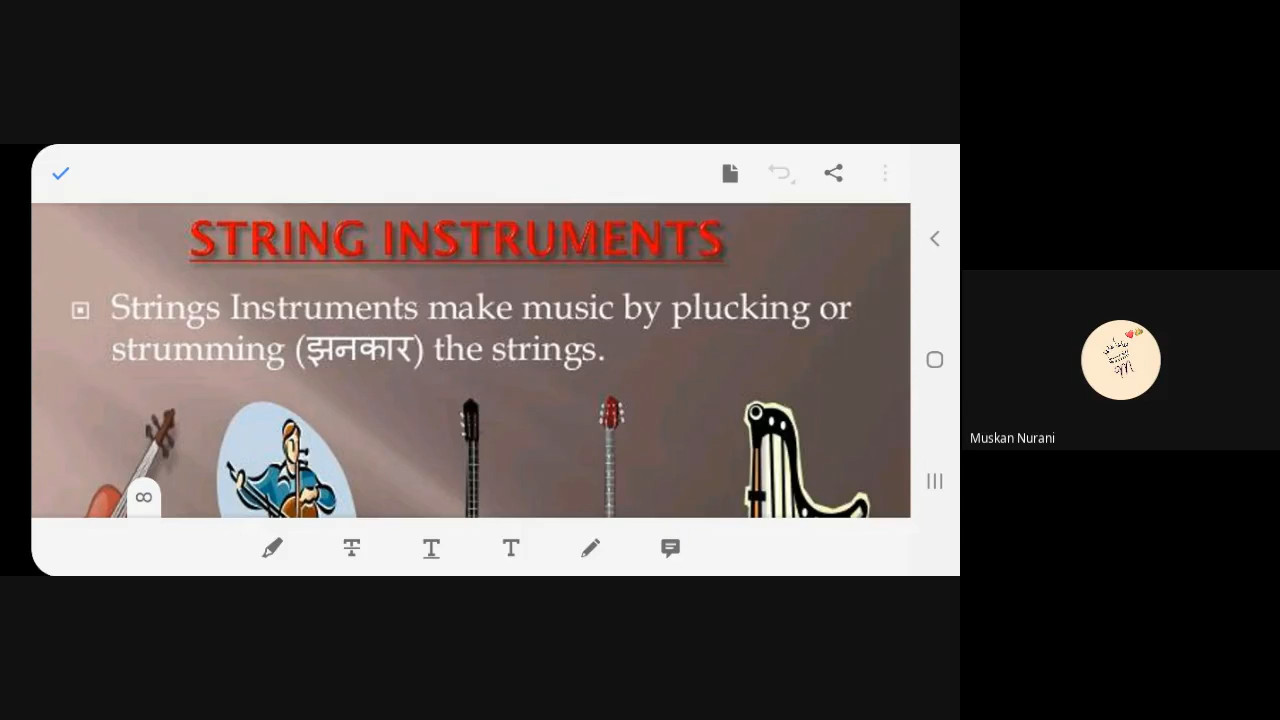 STRING INSTRUMENTS
Strings Instruments make music by plucking or
strumming (झनकार) the strings.
Muskan Nurani